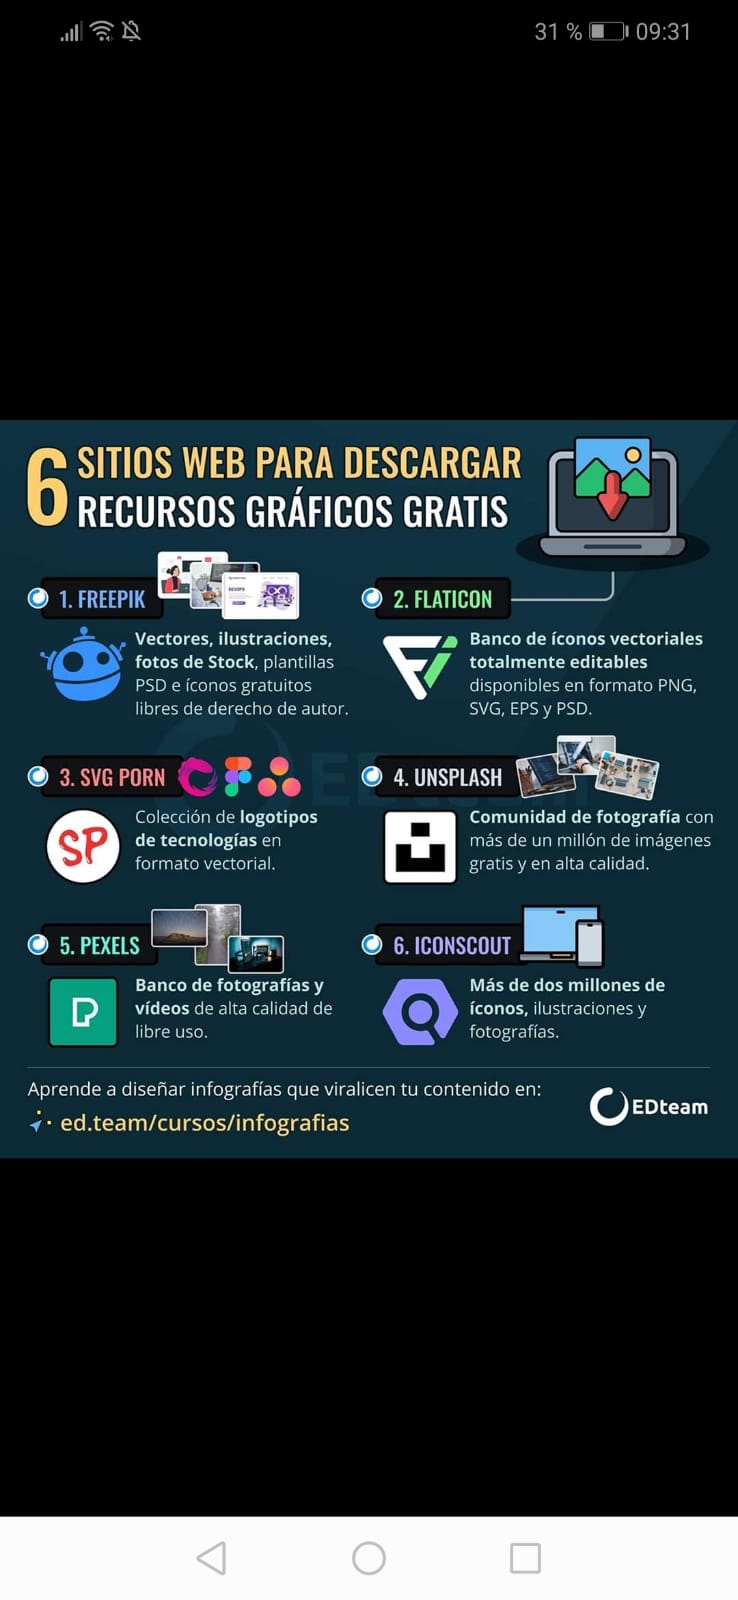 31 % 09:31
6 SITIOS WEB PARA DESCARGAR
RECURSOS GRÁFICOS GRATIS
1. FREEPIK
Vectores, ilustraciones,
fotos de Stock, plantillas
PSD e íconos gratuitos
libres de derecho de autor.
2. FLATICON
Banco de íconos vectoriales
totalmente editables
disponibles en formato PNG,
SVG, EPS y PSD.
3. SVG PORN
SP
Colección de logotipos
de tecnologías en
formato vectorial.
4. UNSPLASH
Comunidad de fotografía con
más de un millón de imágenes
gratis y en alta calidad.
5. PEXELS
Banco de fotografías y
vídeos de alta calidad de
libre uso.
6. ICONSCOUT
Más de dos millones de
íconos, ilustraciones y
fotografías.
Aprende a diseñar infografías que viralicen tu contenido en:
ed.team/cursos/infografias
EDteam